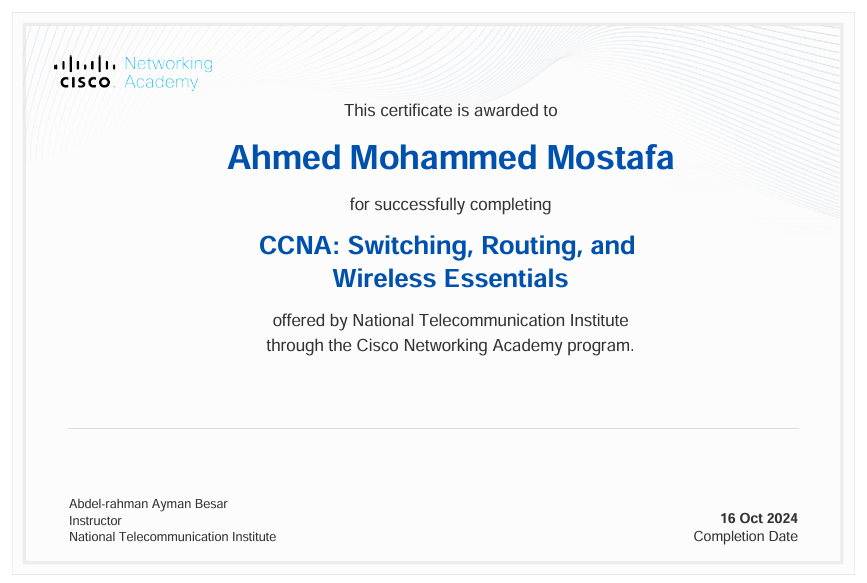 Networking
CISCO. Academy
This certificate is awarded to
Ahmed Mohammed Mostafa
for successfully completing
CCNA: Switching, Routing, and
Wireless Essentials
offered by National Telecommunication Institute
through the Cisco Networking Academy program.
Abdel-rahman Ayman Besar
Instructor
National Telecommunication Institute
16 Oct 2024
Completion Date